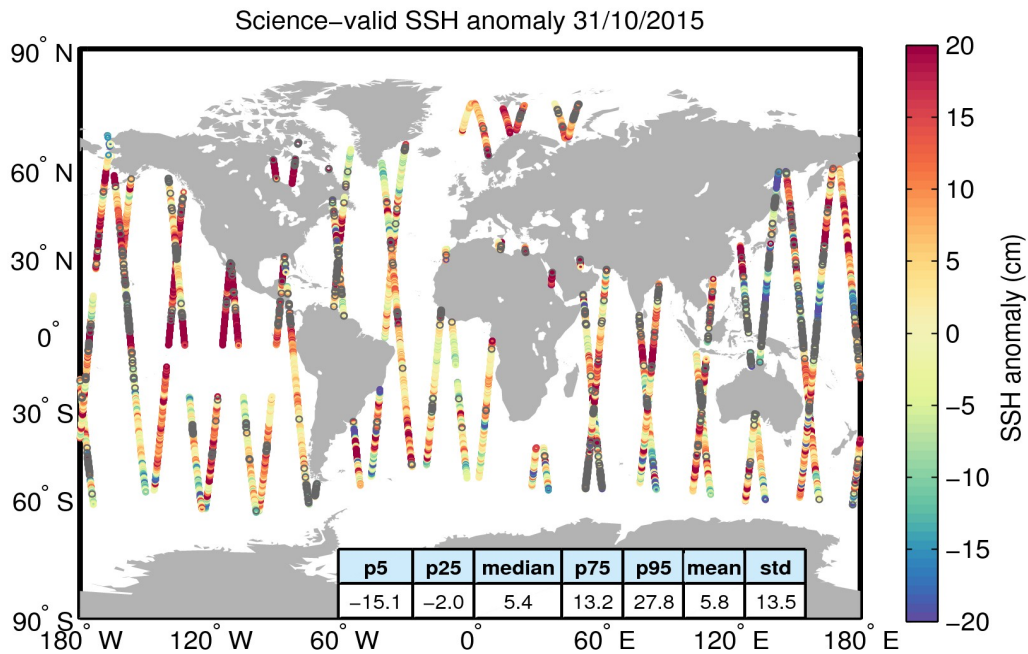 Science−valid SSH anomaly 31/10/2015
90° N
60° N
30° N
0°
30° S
60° S
90° S
180° W
120° W
60° W
0°
60° E
120° E
180° E
p5 p25 median p75 p95 mean std
−15.1 −2.0 5.4 13.2 27.8 5.8 13.5
20
15
10
5
0
−5
−10
−15
−20
SSH anomaly (cm)